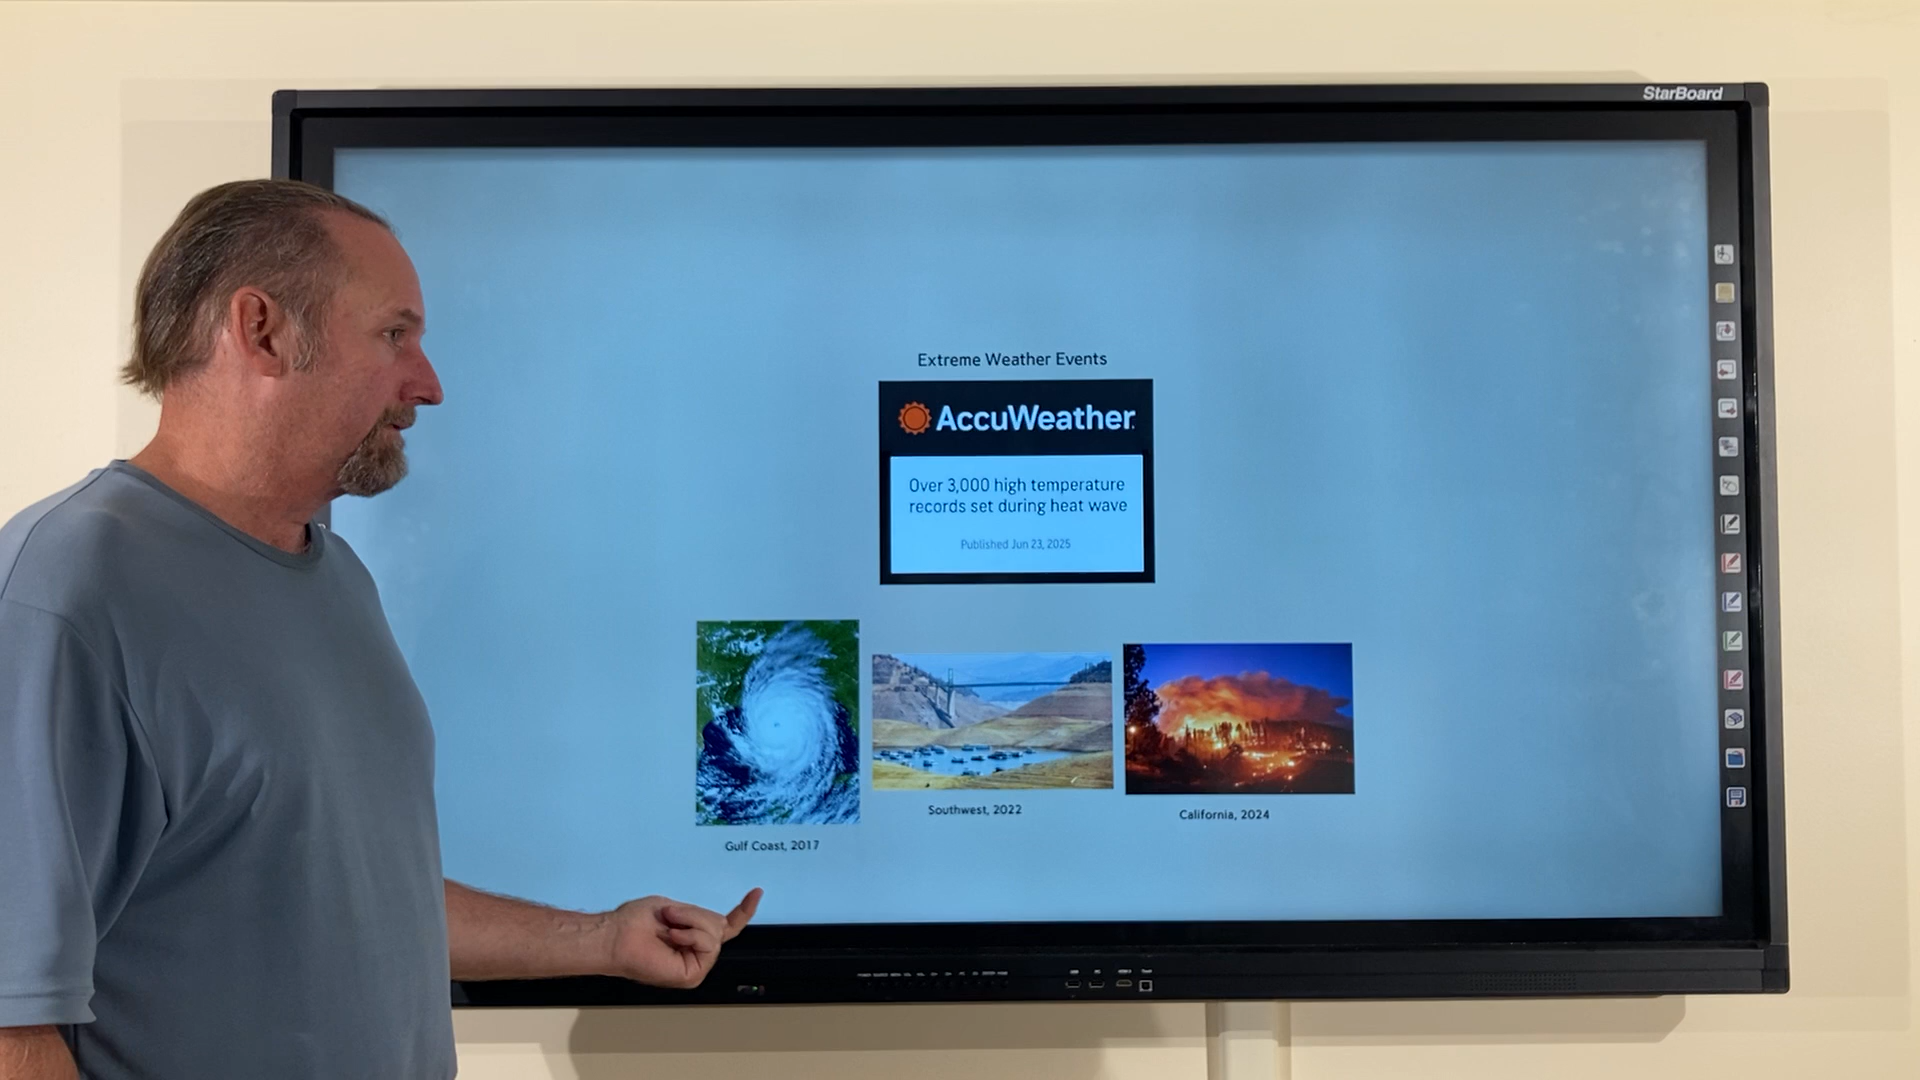 StarBoard
Extreme Weather Events
AccuWeather
Over 3,000 high temperature
records set during heat wave
Published Jun 23, 2025
Southwest, 2022
California, 2024
Gulf Coast, 2017